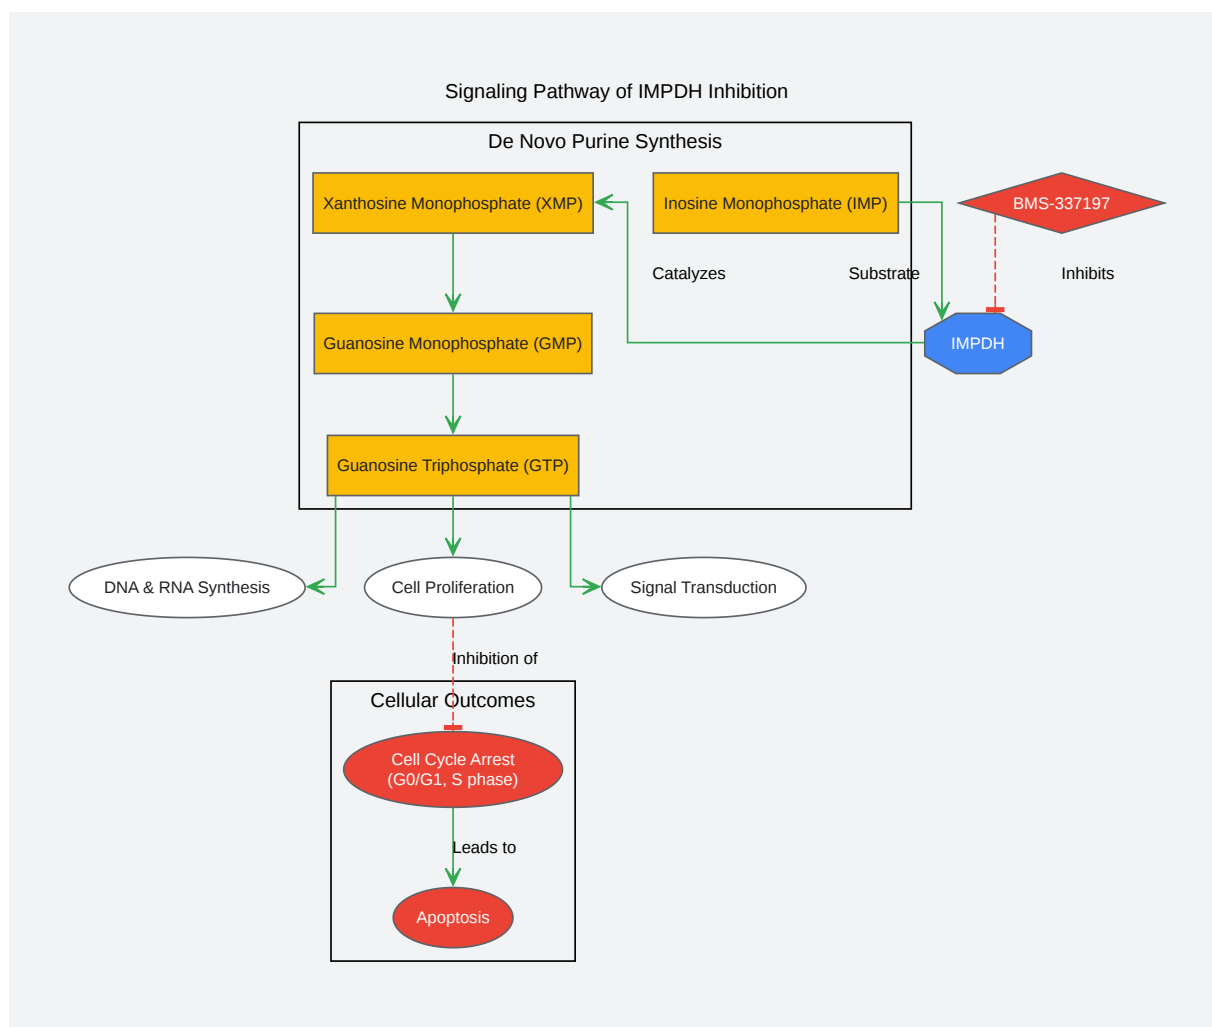 Signaling Pathway of IMPDH Inhibition
De Novo Purine Synthesis
Xanthosine Monophosphate (XMP)
Inosine Monophosphate (IMP)
BMS-337197
Catalyzes
Substrate
Inhibits
Guanosine Monophosphate (GMP)
IMPDH
Guanosine Triphosphate (GTP)
DNA & RNA Synthesis
Cell Proliferation
Signal Transduction
Inhibition of
Cellular Outcomes
Cell Cycle Arrest
(G0/G1, S phase)
Leads to
Apoptosis